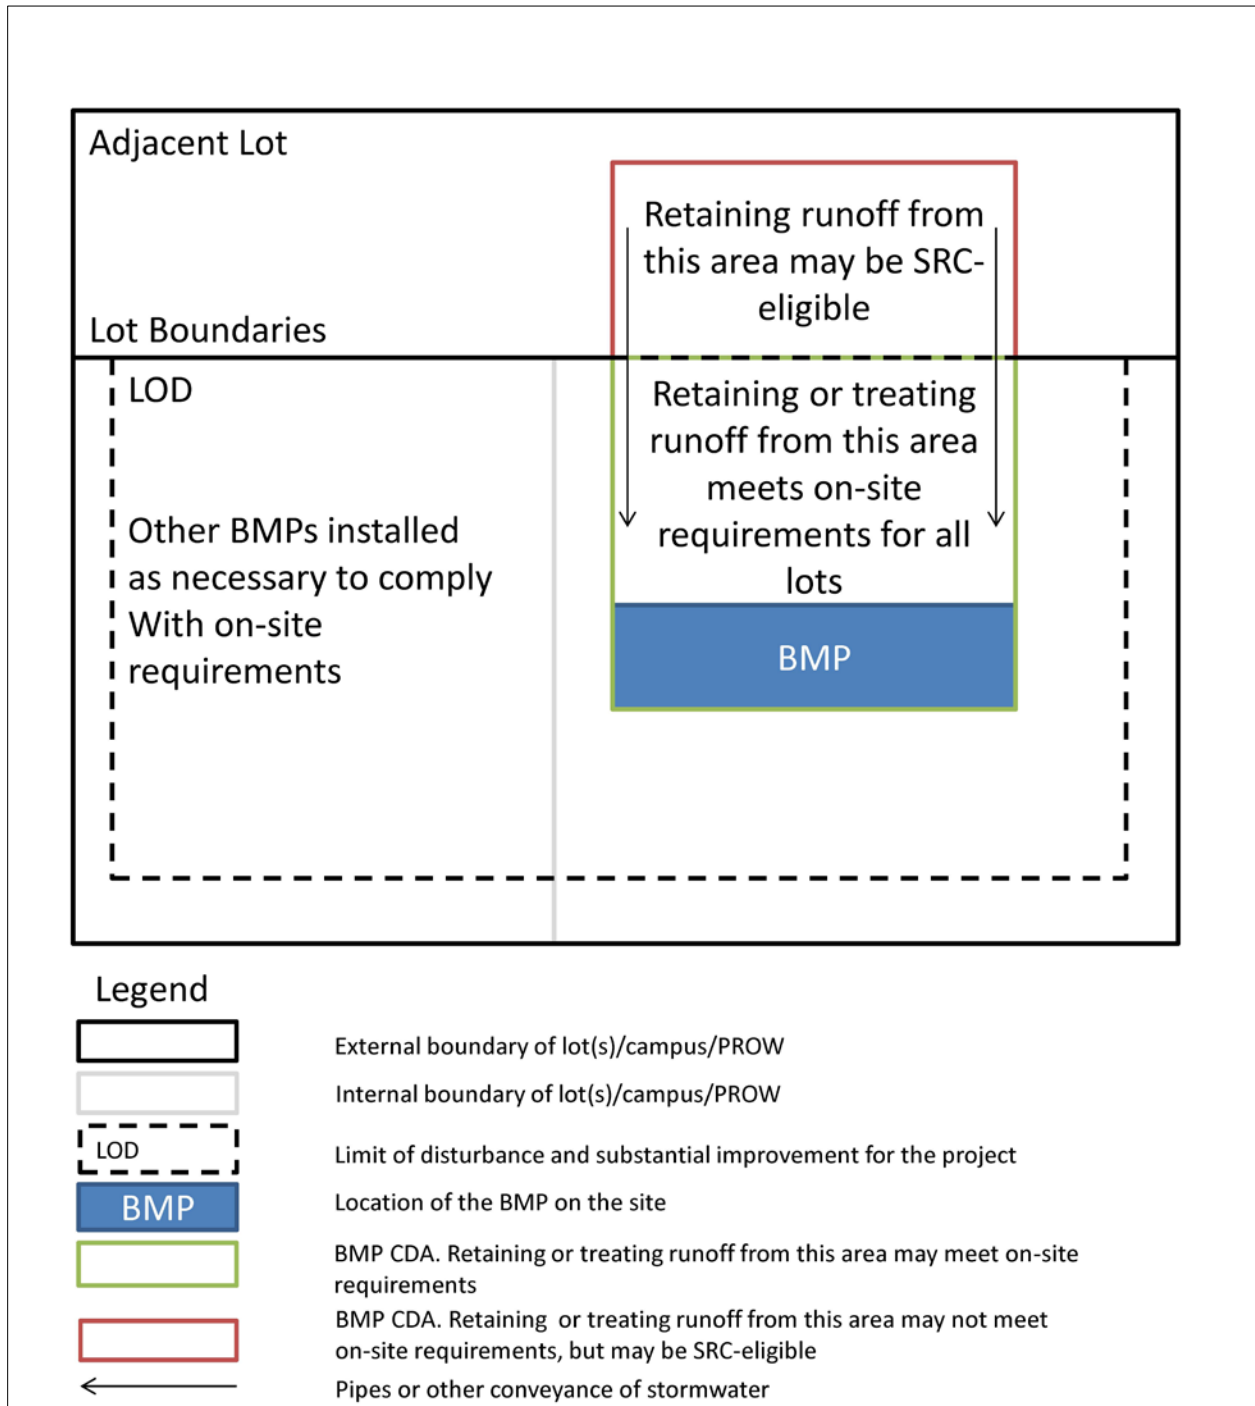 Adjacent Lot
Retaining runoff from
this area may be SRC-
eligible
Lot Boundaries
LOD
Retaining or treating
runoff from this area
meets on-site
requirements for all
lots
Other BMPs installed
as necessary to comply
With on-site
requirements
BMP
Legend
External boundary of lot(s)/campus/PROW
Internal boundary of lot(s)/campus/PROW
LOD
Limit of disturbance and substantial improvement for the project
BMP
Location of the BMP on the site
BMP CDA. Retaining or treating runoff from this area may meet on-site
requirements
BMP CDA. Retaining or treating runoff from this area may not meet
on-site requirements, but may be SRC-eligible
Pipes or other conveyance of stormwater